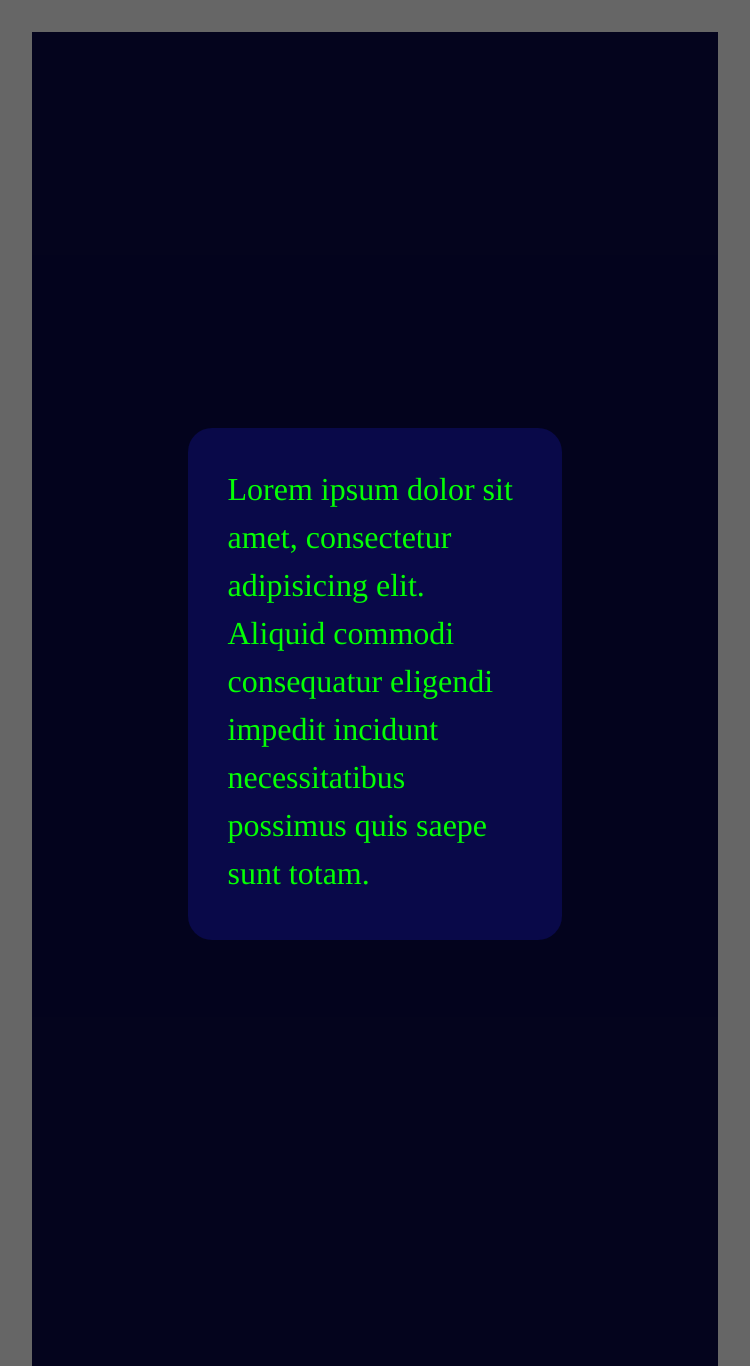 Lorem ipsum dolor sit
amet, consectetur
adipisicing elit.
Aliquid commodi
consequatur eligendi
impedit incidunt
necessitatibus
possimus quis saepe
sunt totam.